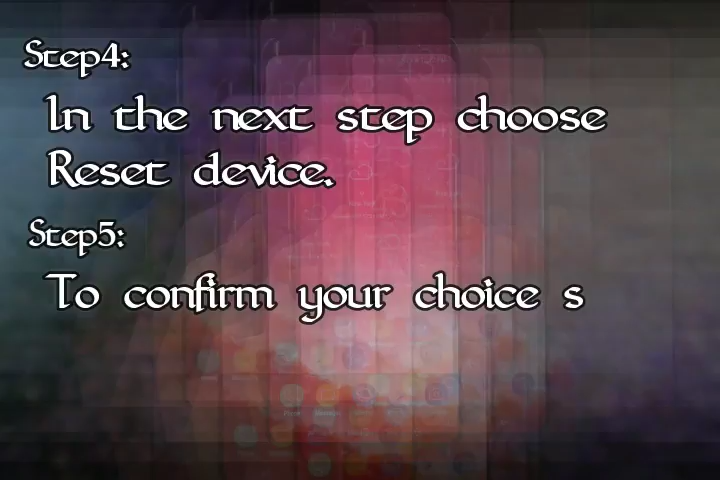 Step4:
In the next step choose
Reset device.
Step5:
To confirm your choice s